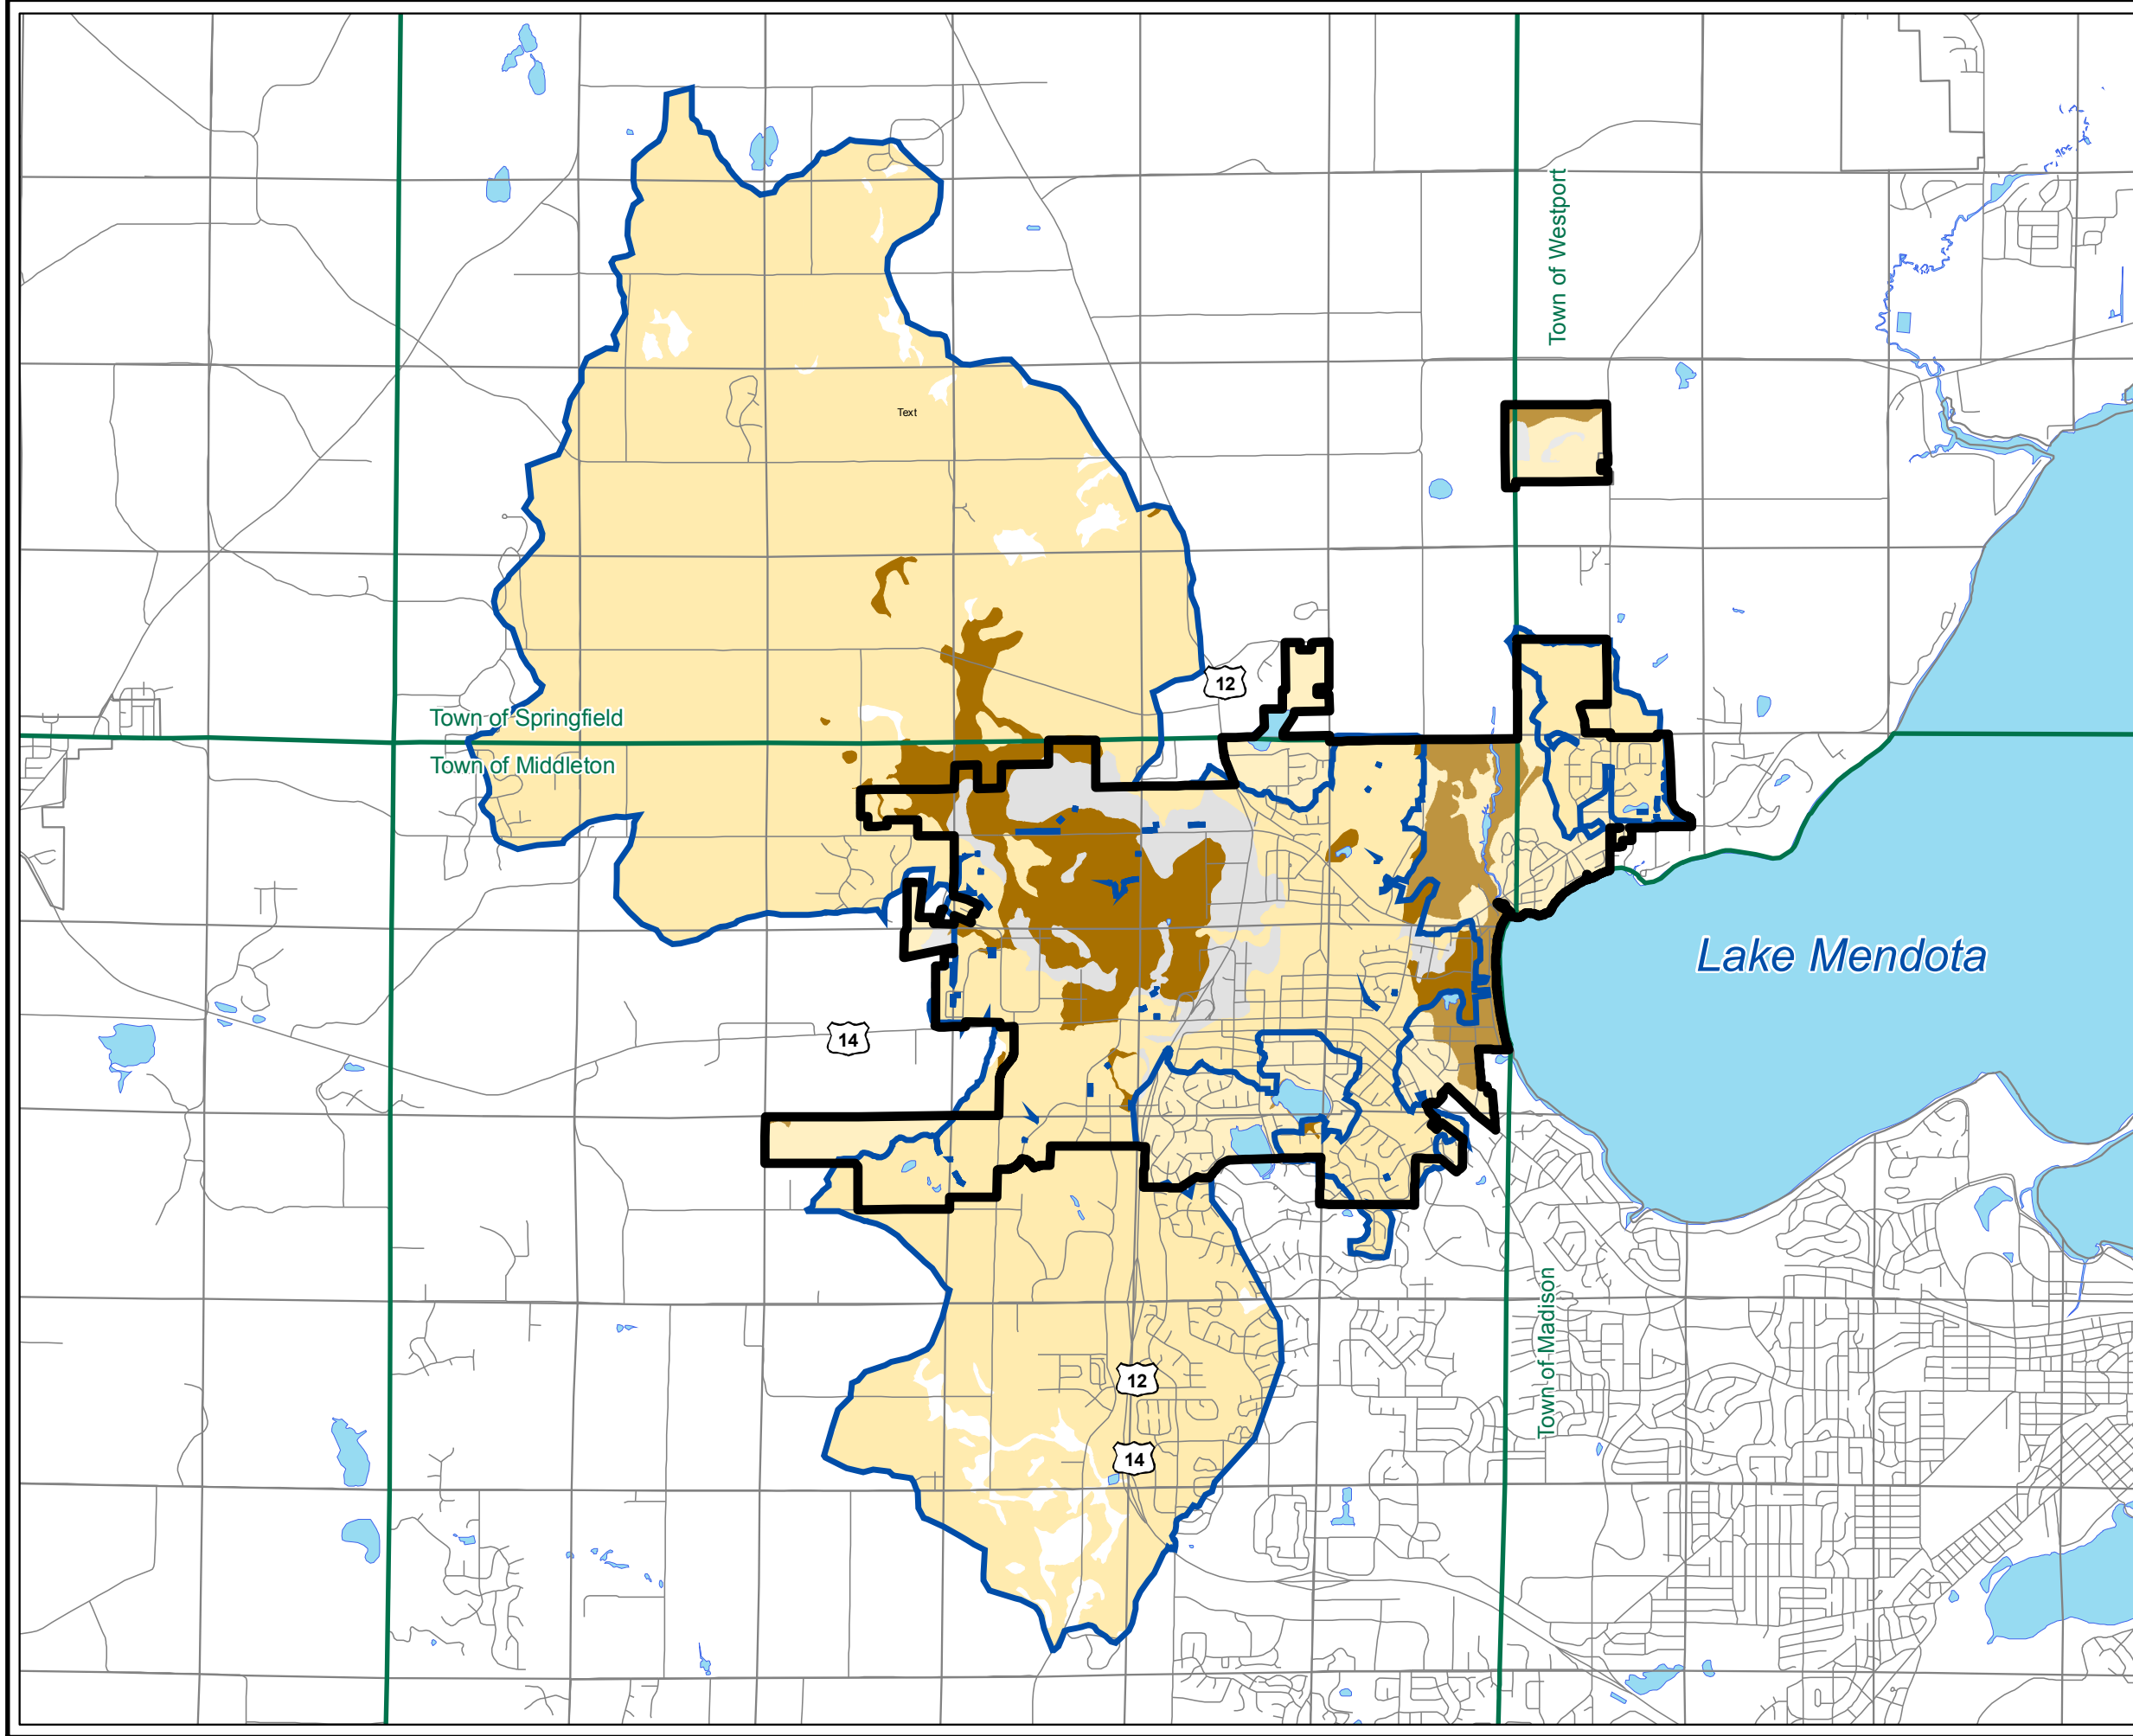 Town of Westport
Text
12
Town of Springfield
Town of Middleton
Lake Mendota
14
Town of Madison
12
14